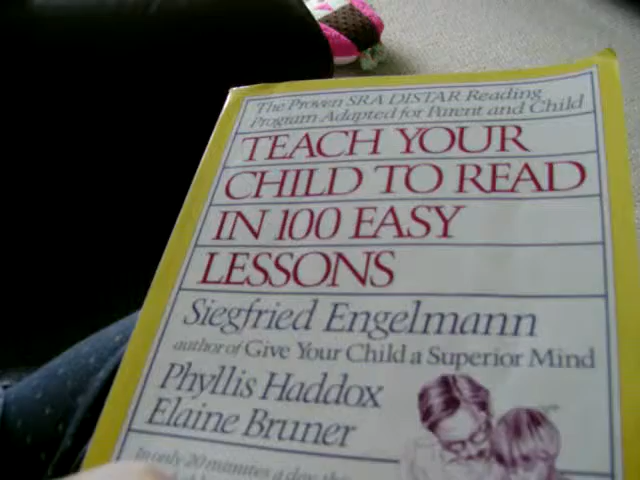 The Proven SRA DISTAR Reading
Program Adapted for Parent and Child
TEACH YOUR
CHILD TO READ
IN 100 EASY
LESSONS
Siegfried Engelmann
author of Give Your Child a Superior Mind
Phyllis Haddox
Elaine Bruner
In only 20 minutes a day, this